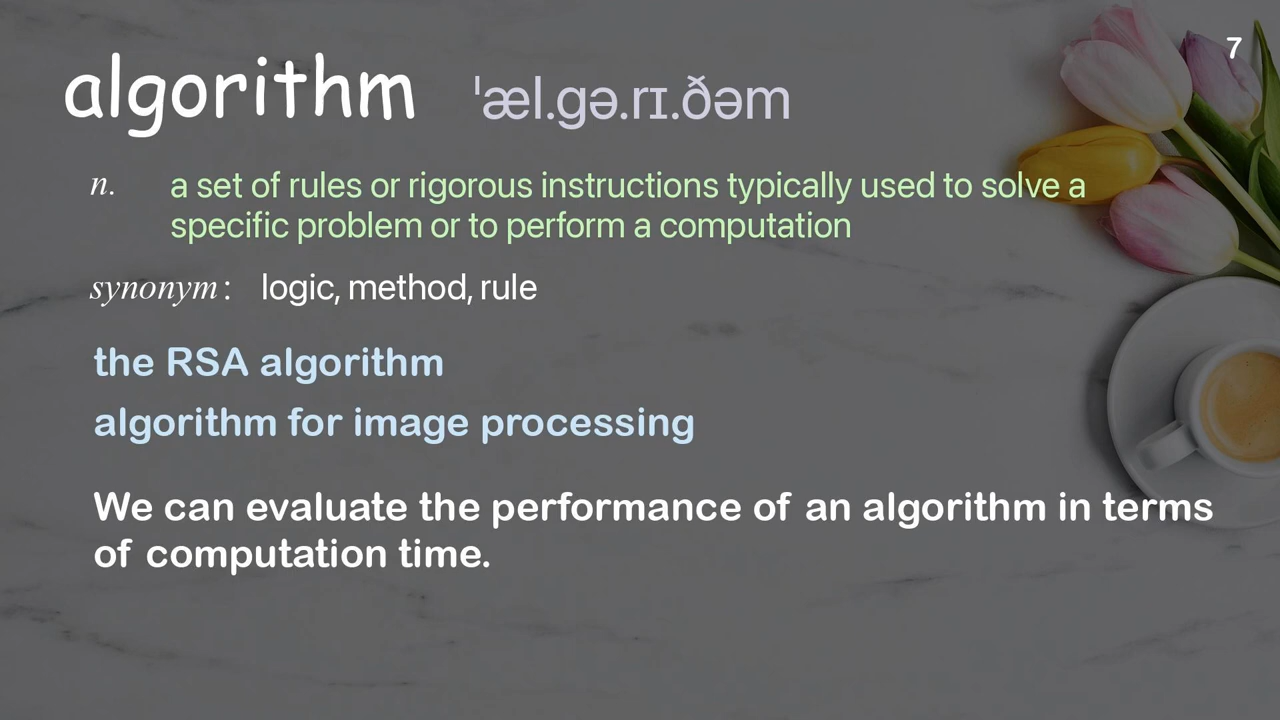 7
algorithm ˈæl.gə.rɪ.ðəm
n. a set of rules or rigorous instructions typically used to solve a
specific problem or to perform a computation
synonym: logic, method, rule
the RSA algorithm
algorithm for image processing
We can evaluate the performance of an algorithm in terms
of computation time.